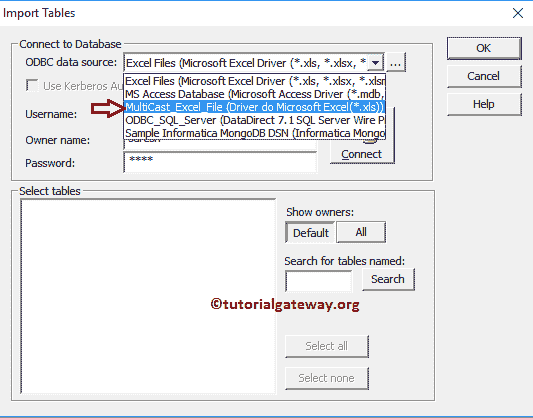 Import Tables
Connect to Database
ODBC data source:
Excel Files (Microsoft Excel Driver (*.xls, *.xlsx, *
...
Excel Files (Microsoft Excel Driver (*.xls, *.xlsx, *.xlsm
MS Access Database (Microsoft Access Driver (*.mdb,
MultiCast_Excel_File (Driver do Microsoft Excel(*.xls))
ODBC_SQL_Server (DataDirect 7.1 SQL Server Wire P
Sample Informatica MongoDB DSN (Informatica Mongo
Use Kerberos Au
Username:
Owner name:
Password:
****
Connect
OK
Cancel
Help
Select tables
Show owners:
Default
All
Search for tables named:
Search
©tutorialgateway.org
Select all
Select none